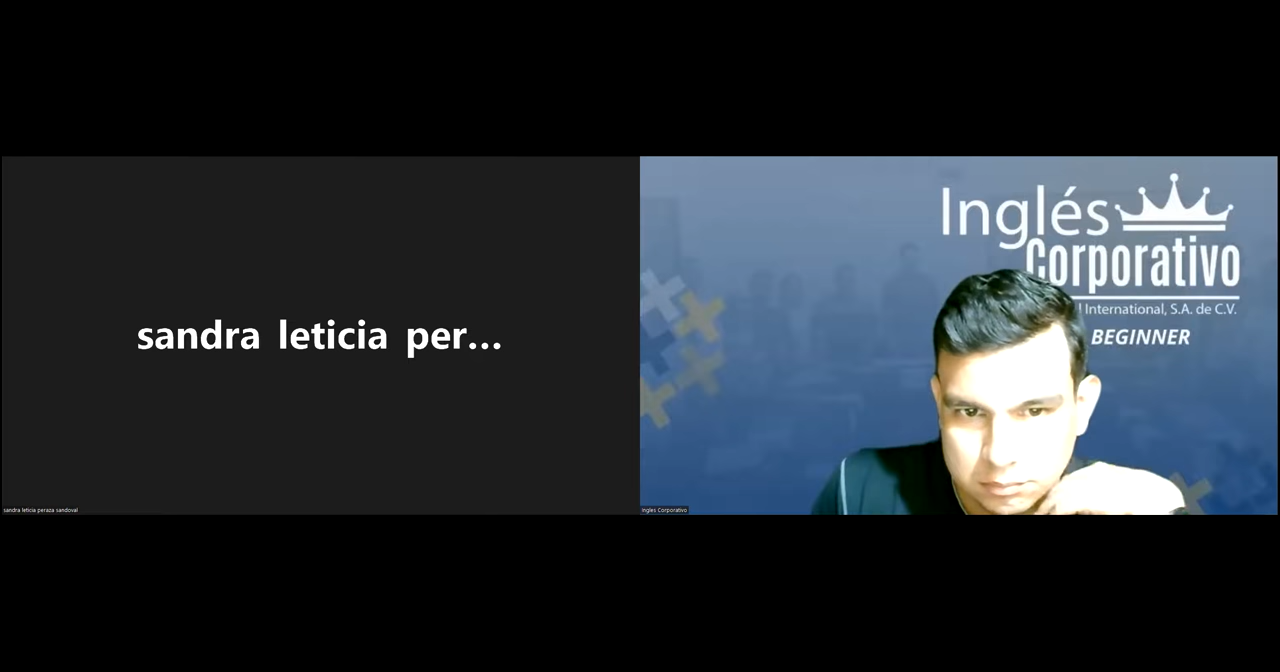 sandra leticia per...
sandra leticia peraza sandoval
Inglés
Corporativo
l International, S.A. de C.V.
BEGINNER
Ingles Corporativo